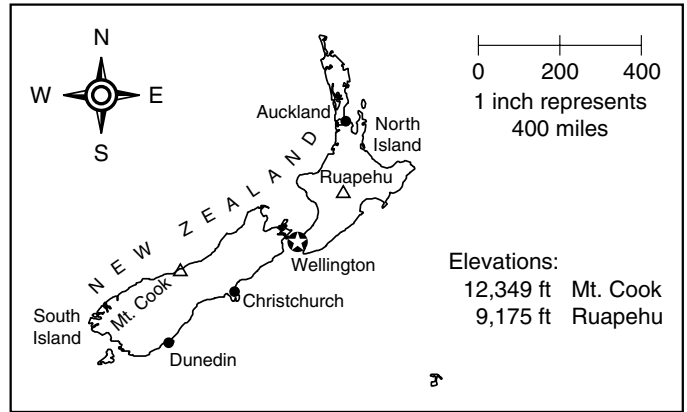 N
W E
S
0 200 400
1 inch represents
400 miles
Auckland
North
Island
Ruapehu
NEW ZEALAND
Wellington
Mt. Cook
Christchurch
South
Island
Dunedin
Elevations:
12,349 ft Mt. Cook
9,175 ft Ruapehu